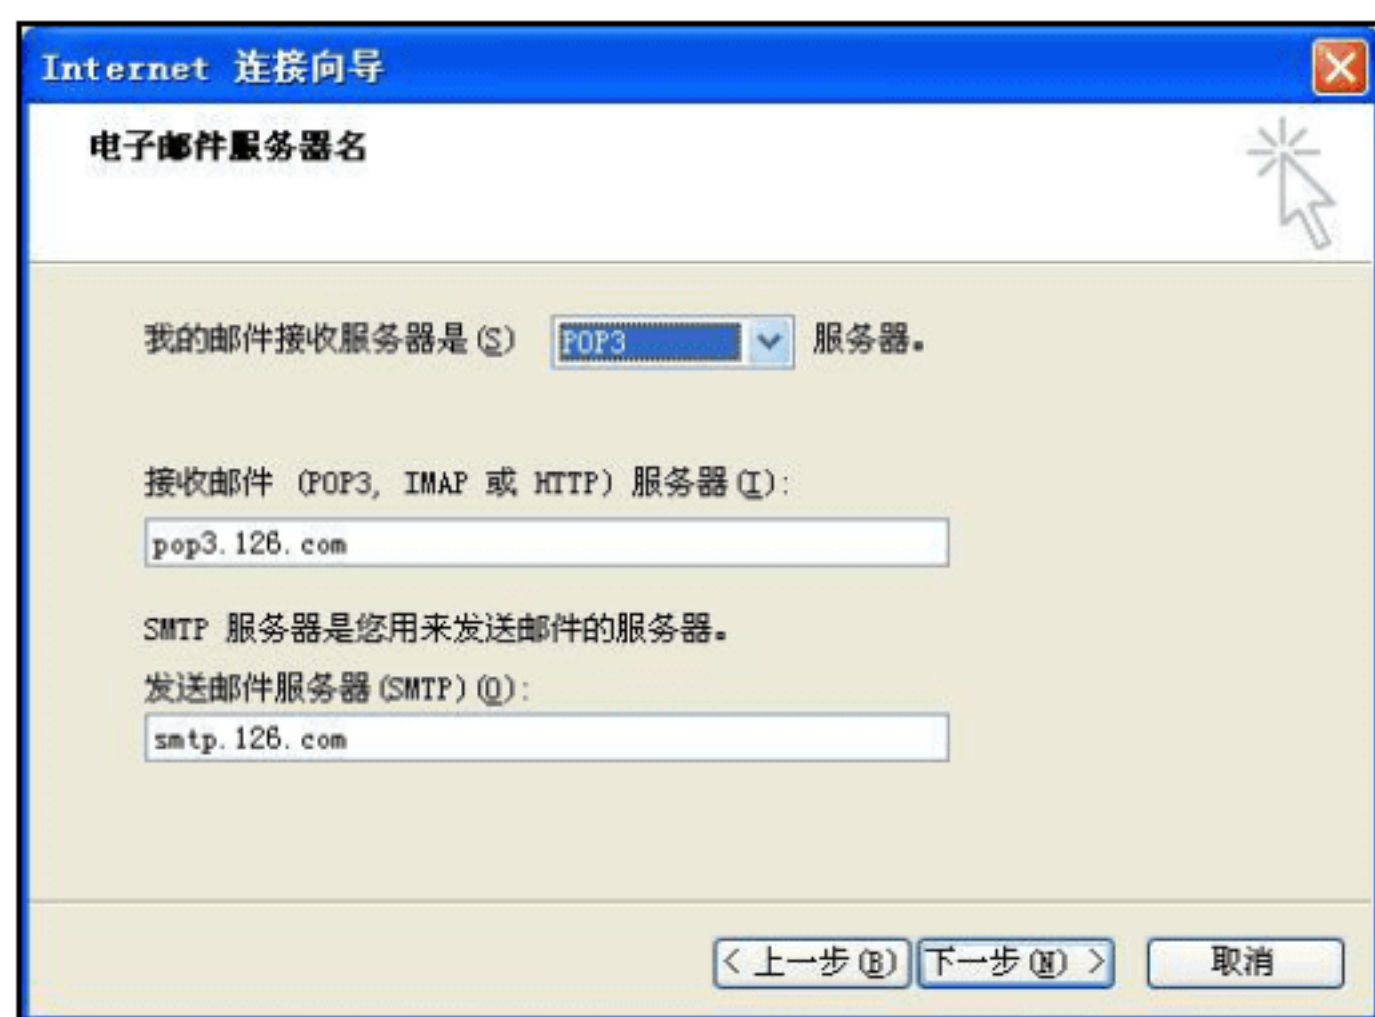 Internet 连接向导
电子邮件服务器名
我的邮件接收服务器是(S) POP3 服务器。
接收邮件 (POP3, IMAP 或 HTTP) 服务器(I):
pop3.126.com
SMTP 服务器是您用来发送邮件的服务器。
发送邮件服务器(SMTP)(O):
smtp.126.com
< 上一步(B) 下一步(N) > 取消